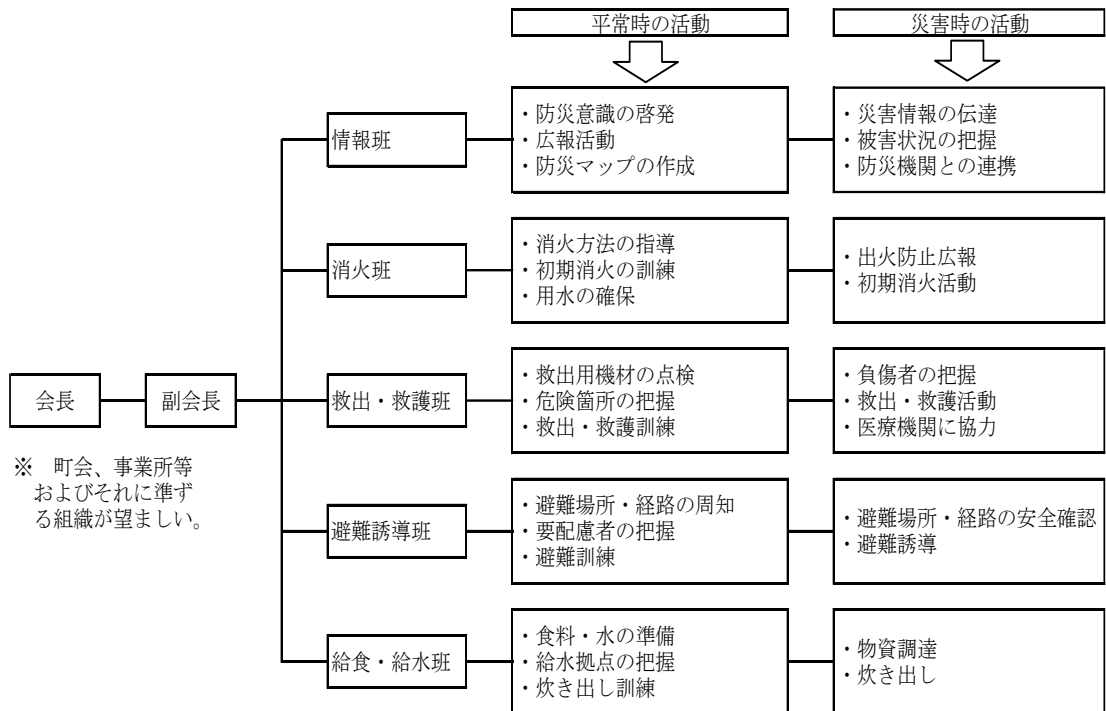 平常時の活動
災害時の活動
会長
副会長
※　町会、事業所等
およびそれに準ず
る組織が望ましい。
情報班
・防災意識の啓発
・広報活動
・防災マップの作成
・災害情報の伝達
・被害状況の把握
・防災機関との連携
消火班
・消火方法の指導
・初期消火の訓練
・用水の確保
・出火防止広報
・初期消火活動
救出・救護班
・救出用機材の点検
・危険箇所の把握
・救出・救護訓練
・負傷者の把握
・救出・救護活動
・医療機関に協力
避難誘導班
・避難場所・経路の周知
・要配慮者の把握
・避難訓練
・避難場所・経路の安全確認
・避難誘導
給食・給水班
・食料・水の準備
・給水拠点の把握
・炊き出し訓練
・物資調達
・炊き出し